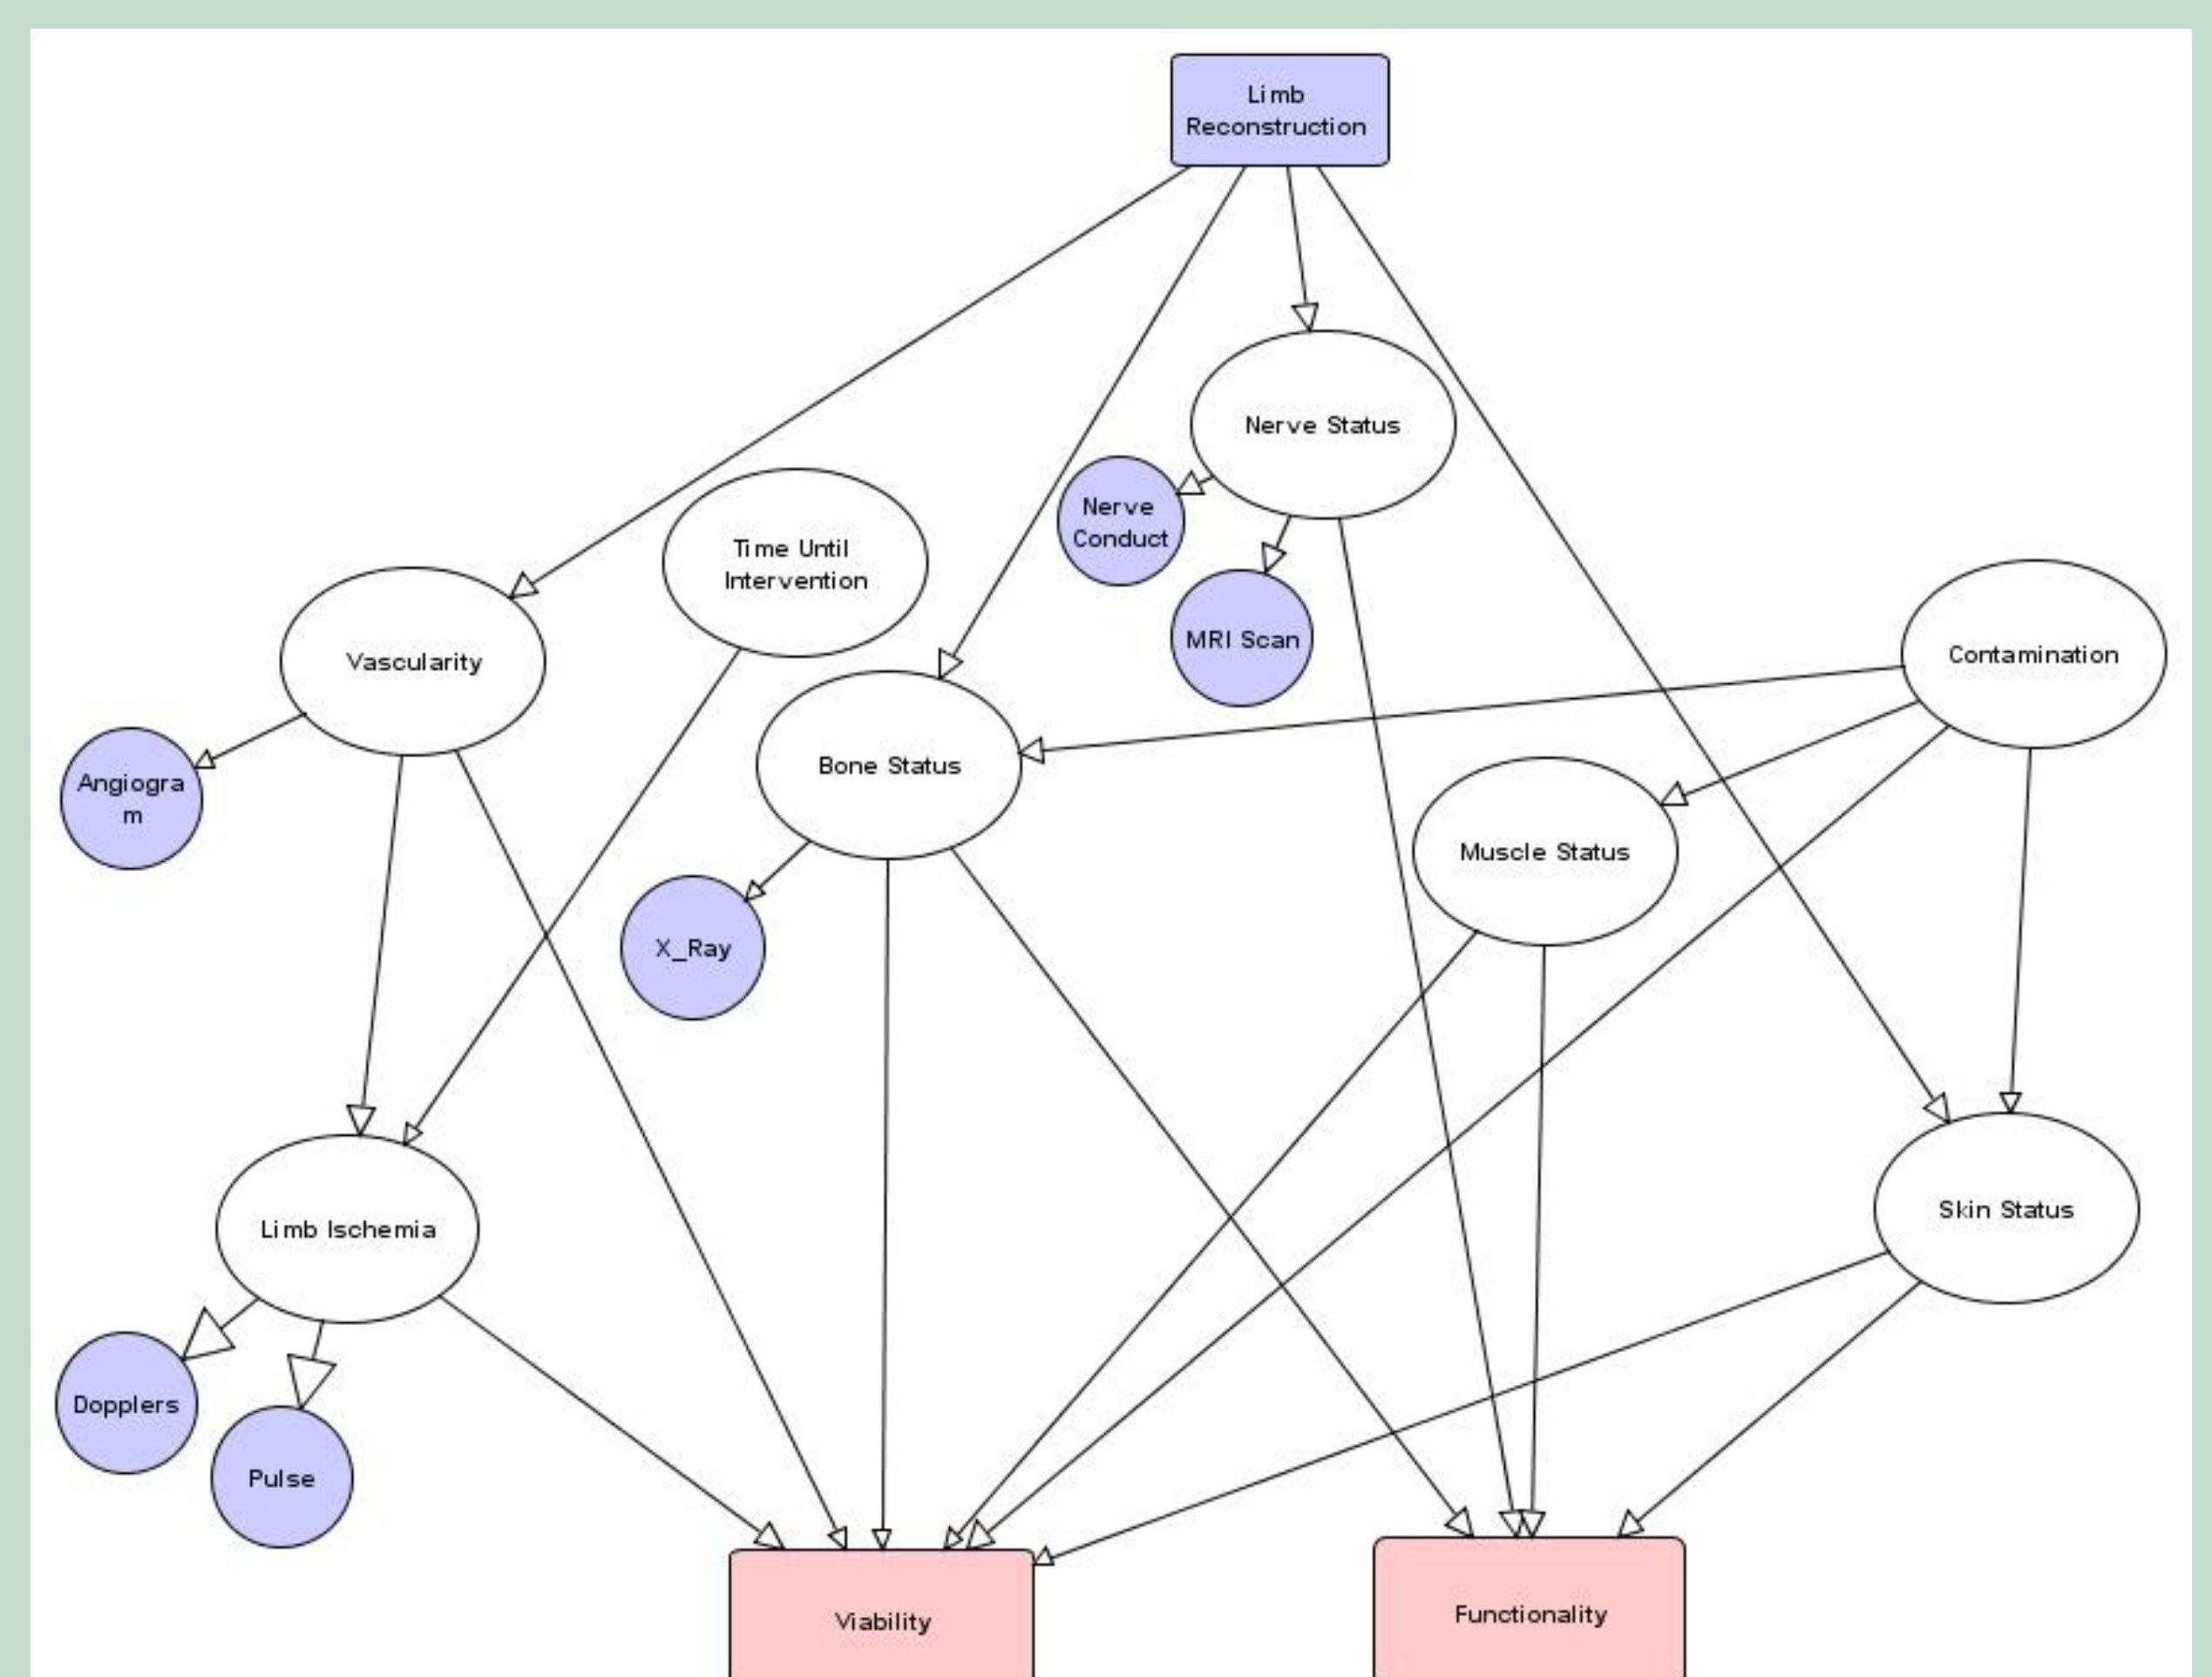 Limb
Reconstruction
Nerve Status
Nerve
Conduct
Time Until
Intervention
MRI Scan
Contamination
Vascularity
Bone Status
Angiogra
m
Muscle Status
X_Ray
Skin Status
Limb Ischemia
Dopplers
Pulse
Viability
Functionality